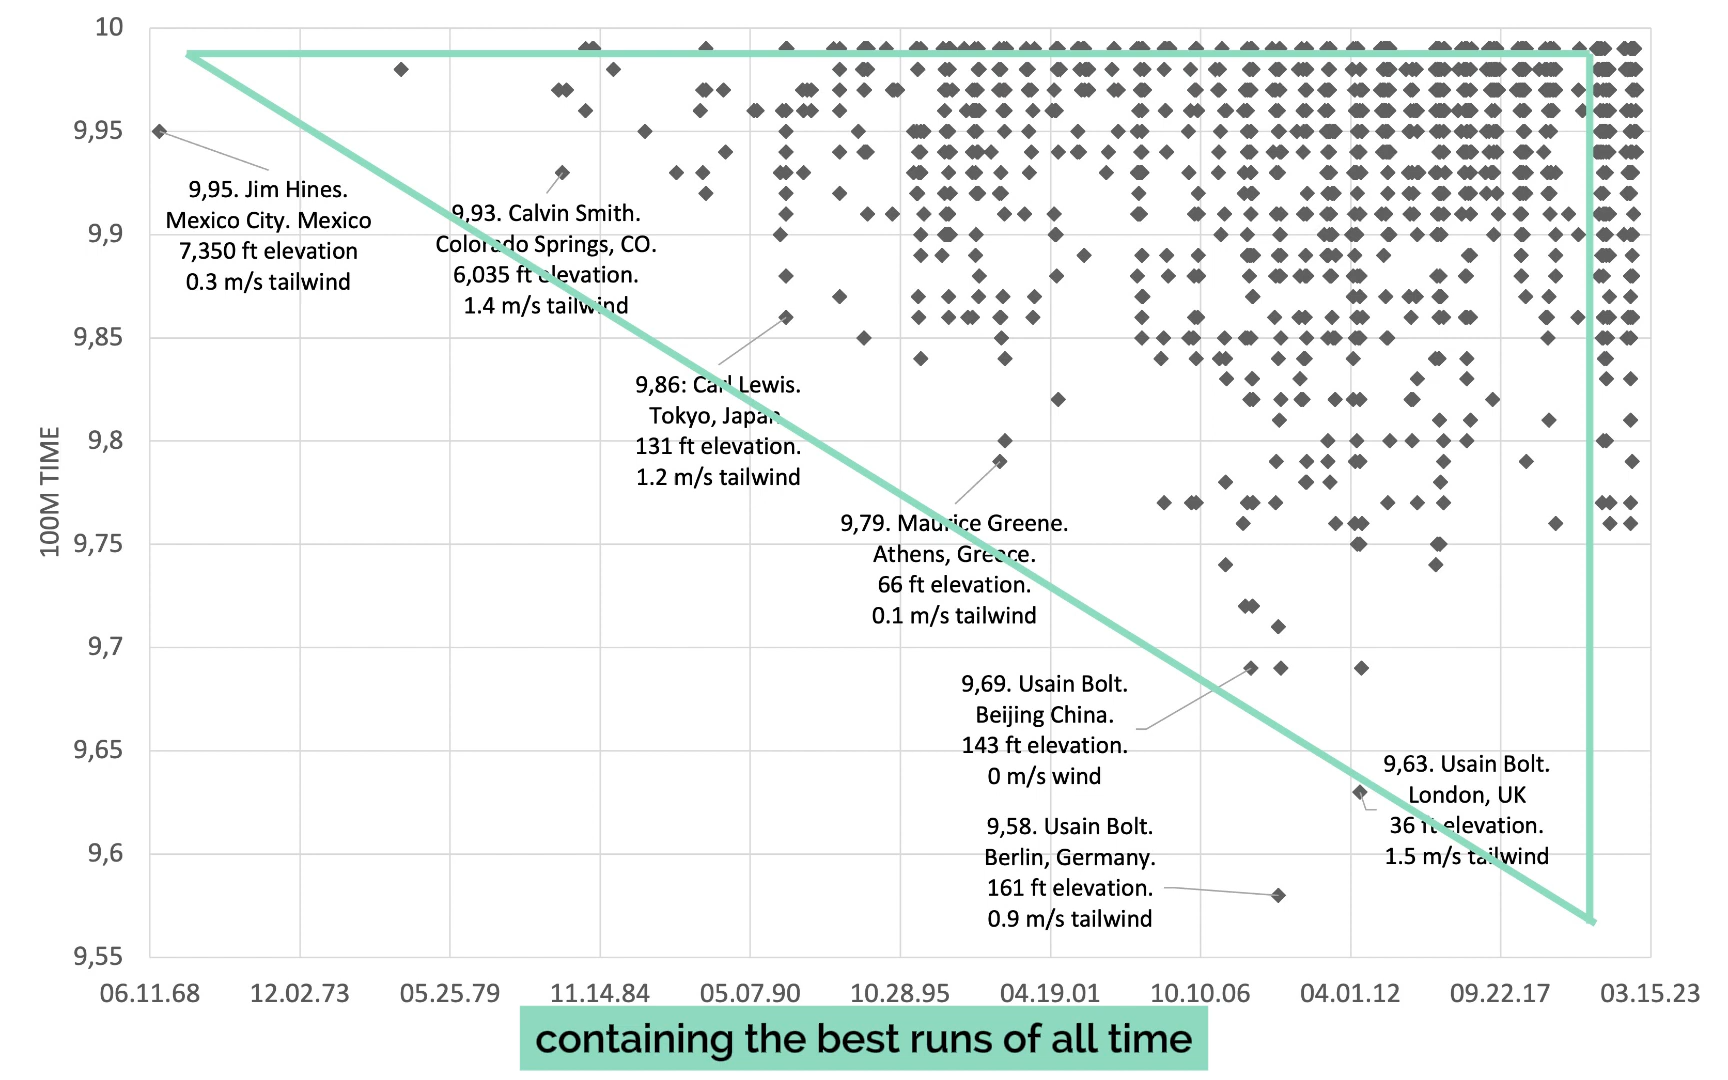 10
9,95
9,9
9,85
9,8
9,75
9,7
9,65
9,6
9,55
100M TIME
9,95. Jim Hines.
Mexico City. Mexico
7,350 ft elevation
0.3 m/s tailwind
9,93. Calvin Smith.
Colorado Springs, CO.
6,035 ft elevation.
1.4 m/s tailwind
9,86: Carl Lewis.
Tokyo, Japan
131 ft elevation.
1.2 m/s tailwind
9,79. Maurice Greene.
Athens, Greece.
66 ft elevation.
0.1 m/s tailwind
9,69. Usain Bolt.
Beijing China.
143 ft elevation.
0 m/s wind
9,63. Usain Bolt.
London, UK
36 ft elevation.
1.5 m/s tailwind
9,58. Usain Bolt.
Berlin, Germany.
161 ft elevation.
0.9 m/s tailwind
06.11.68 12.02.73 05.25.79 11.14.84 05.07.90 10.28.95 04.19.01 10.10.06 04.01.12 09.22.17 03.15.23
containing the best runs of all time